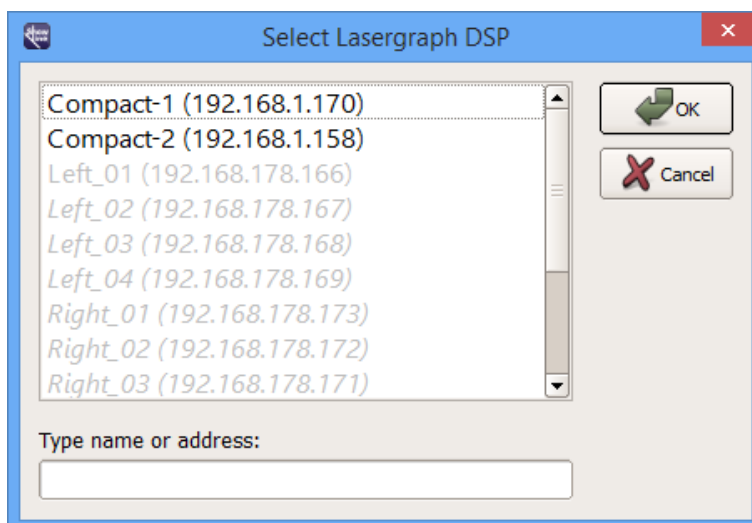 Select Lasergraph DSP
Compact-1 (192.168.1.170)
Compact-2 (192.168.1.158)
Left_01 (192.168.178.166)
Left_02 (192.168.178.167)
Left_03 (192.168.178.168)
Left_04 (192.168.178.169)
Right_01 (192.168.178.173)
Right_02 (192.168.178.172)
Right_03 (192.168.178.171)
OK
Cancel
Type name or address: